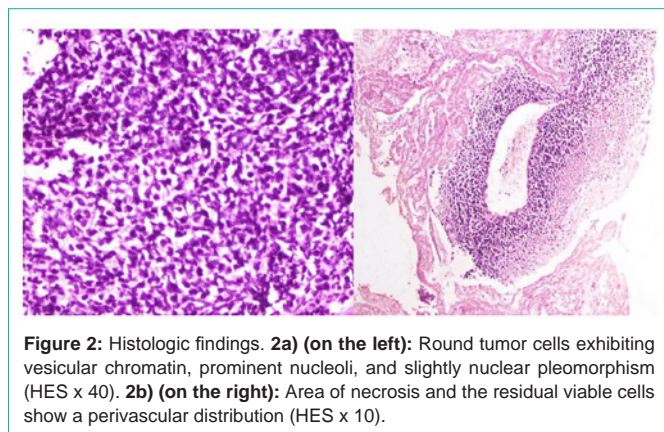 Figure 2: Histologic findings. 2a) (on the left): Round tumor cells exhibiting
vesicular chromatin, prominent nucleoli, and slightly nuclear pleomorphism
(HES x 40). 2b) (on the right): Area of necrosis and the residual viable cells
show a perivascular distribution (HES x 10).